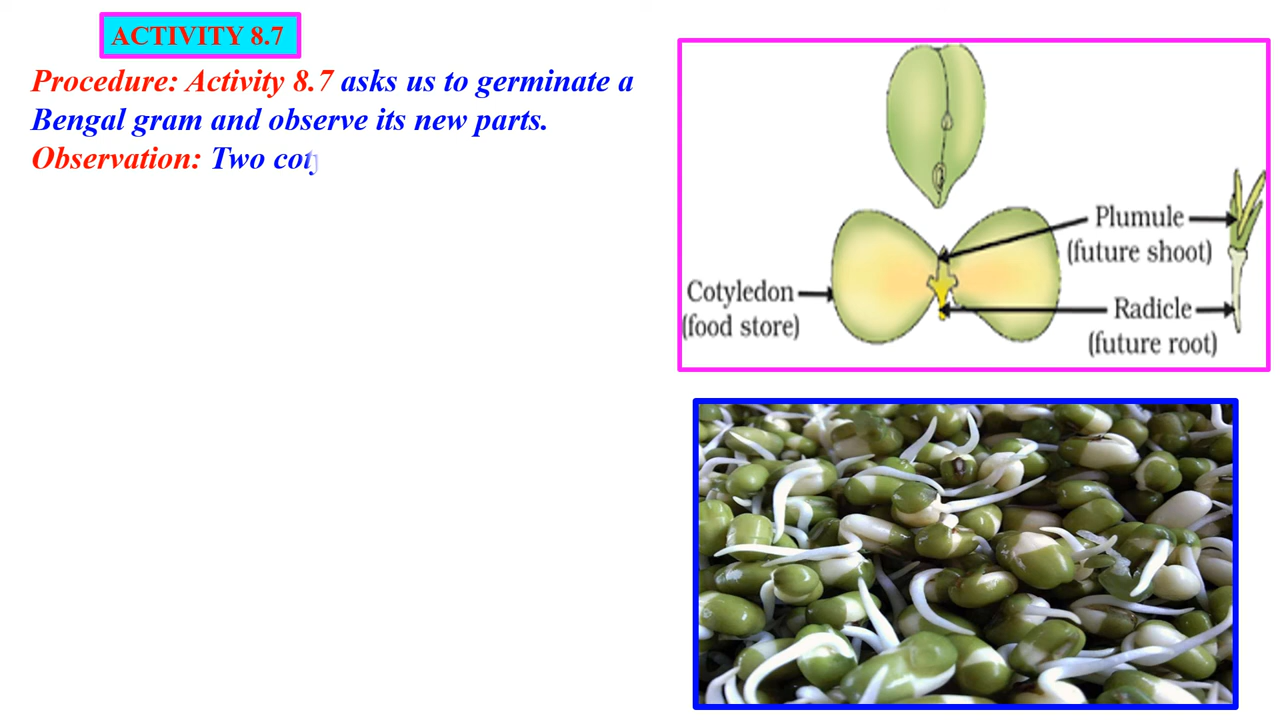 ACTIVITY 8.7
Procedure: Activity 8.7 asks us to germinate a
Bengal gram and observe its new parts.
Observation: Two
Plumule
(future shoot)
Cotyledon
(food store)
Radicle
(future root)